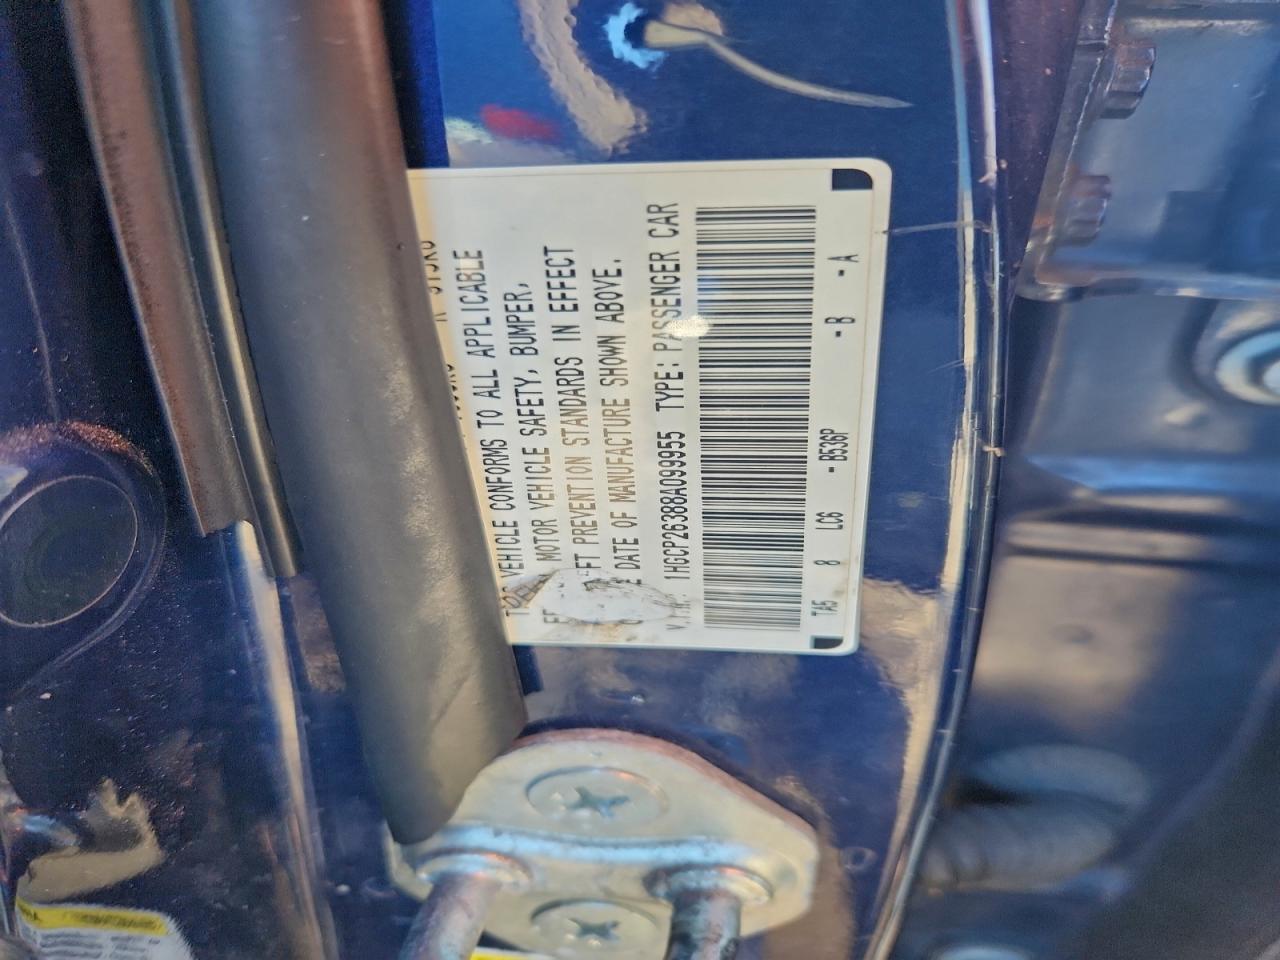 VEHICLE CONFORMS TO ALL APPLICABLE
MOTOR VEHICLE SAFETY, BUMPER,
FT PREVENTION STANDARDS IN EFFECT
DATE OF MANUFACTURE SHOWN ABOVE.
1HGCP26388A099955 TYPE: PASSENGER CAR
TA5 8 LC6 - B536P - B - A